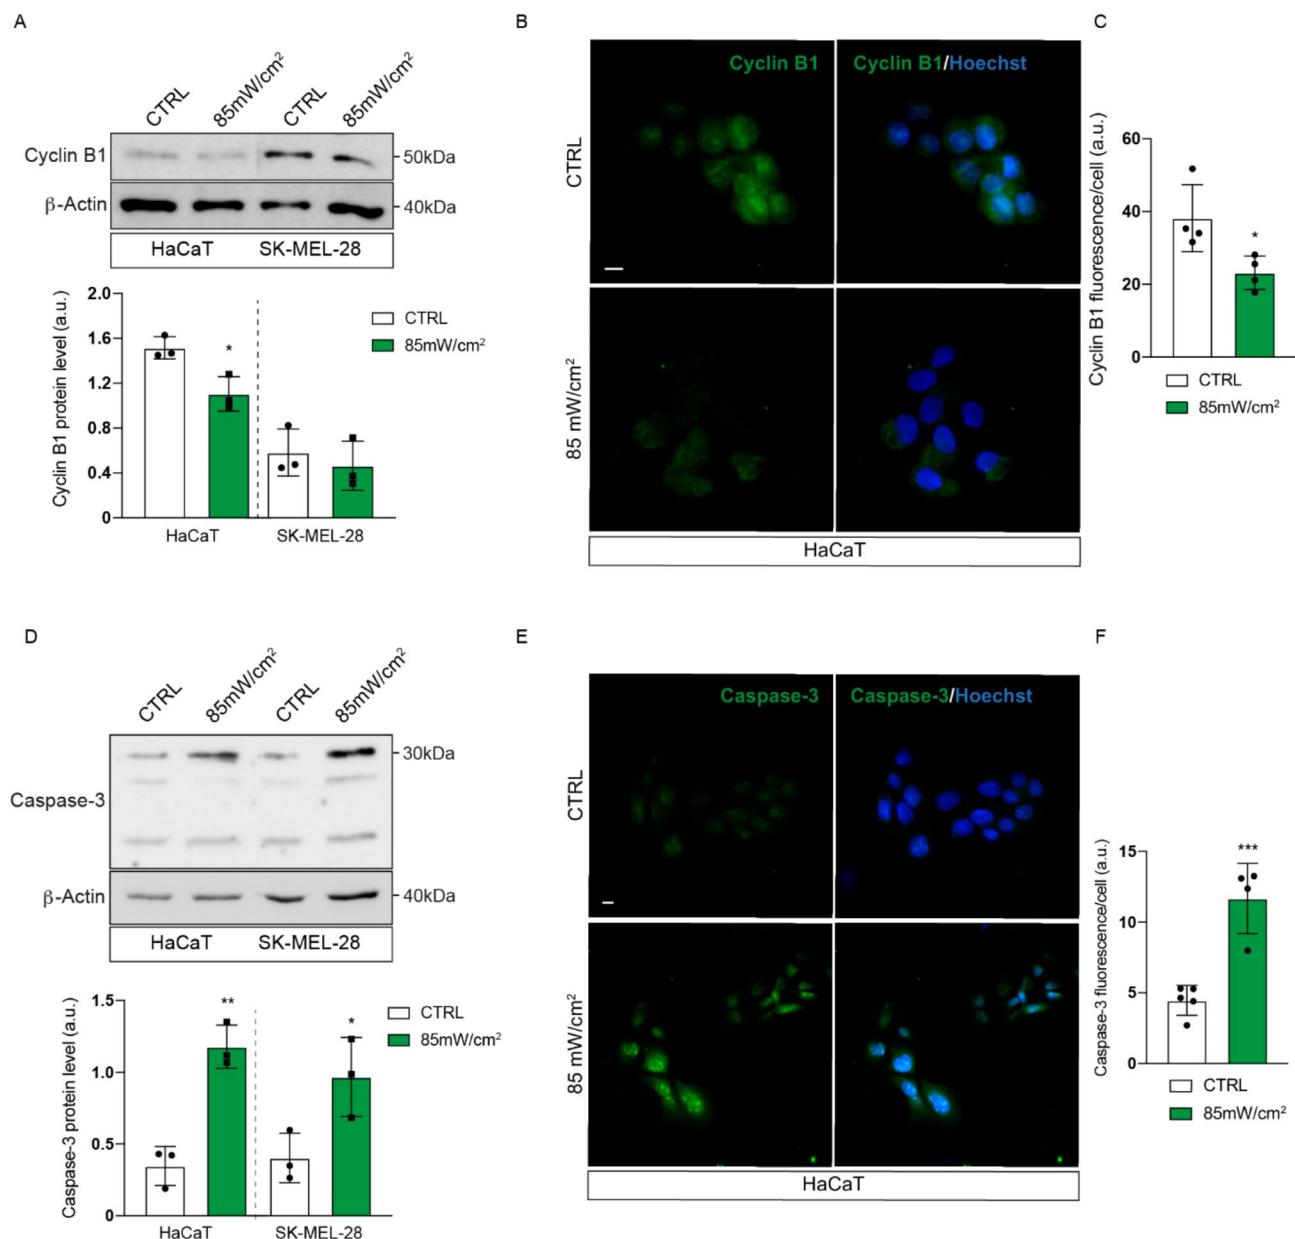 A
CTRL
85mW/cm²
CTRL
85mW/cm²
Cyclin B1
50kDa
β-Actin
40kDa
HaCaT
SK-MEL-28
Cyclin B1 protein level (a.u.)
2.0
1.6
1.2
0.8
0.4
0
*
CTRL
85mW/cm²
HaCaT
SK-MEL-28
B
Cyclin B1
Cyclin B1/Hoechst
CTRL
85 mW/cm²
HaCaT
C
Cyclin B1 fluorescence/cell (a.u.)
60
40
20
0
*
CTRL
85mW/cm²
D
CTRL
85mW/cm²
CTRL
85mW/cm²
Caspase-3
30kDa
β-Actin
40kDa
HaCaT
SK-MEL-28
Caspase-3 protein level (a.u.)
1.5
1.0
0.5
0
**
*
CTRL
85mW/cm²
HaCaT
SK-MEL-28
E
Caspase-3
Caspase-3/Hoechst
CTRL
85 mW/cm²
HaCaT
F
Caspase-3 fluorescence/cell (a.u.)
15
10
5
0
***
CTRL
85mW/cm²